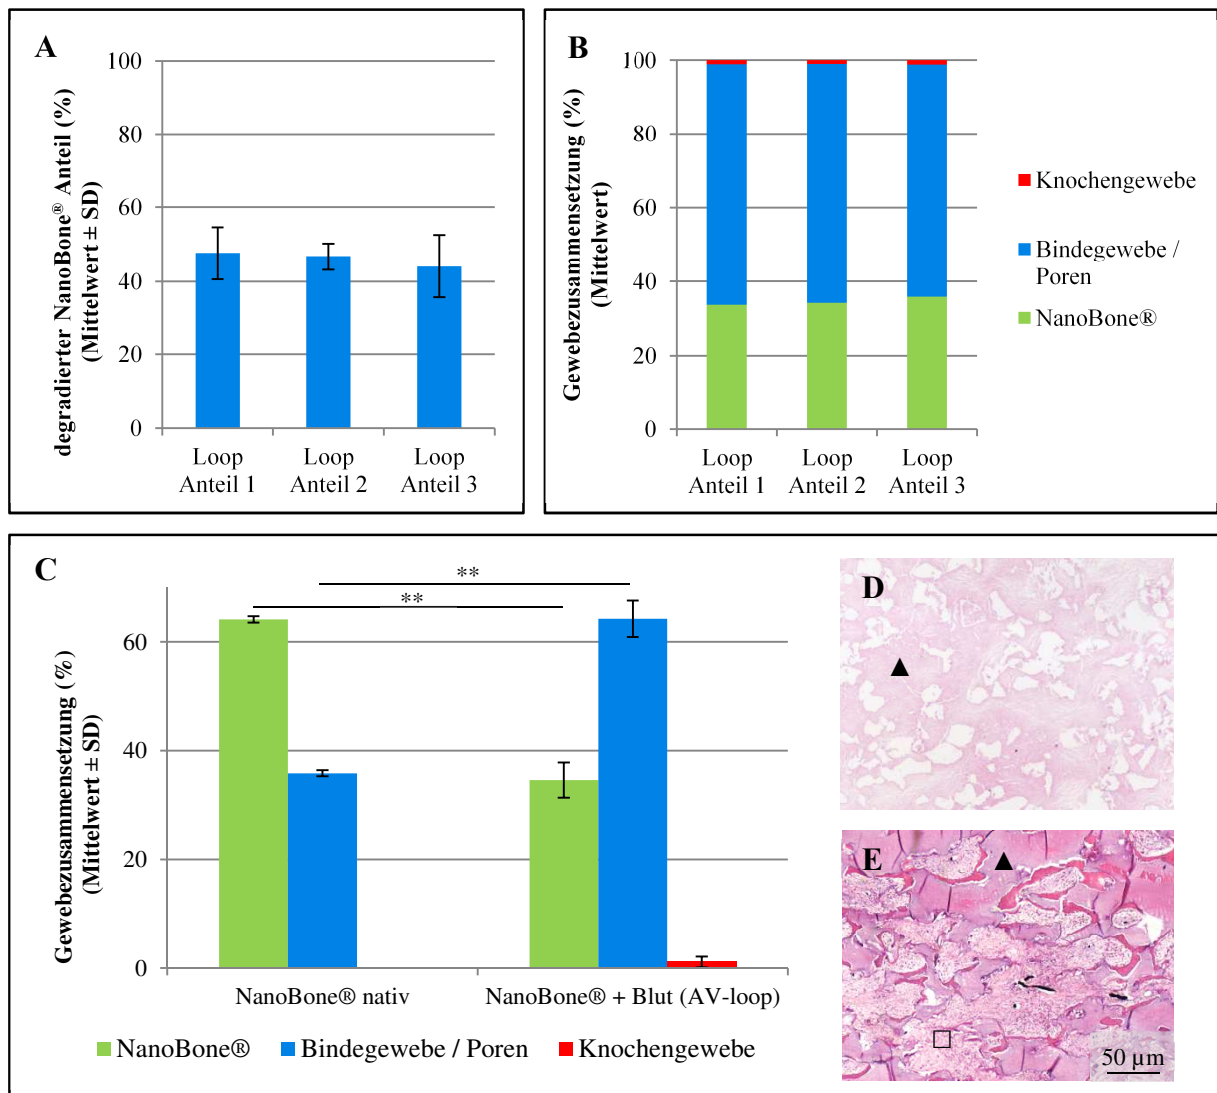 A
degradierter NanoBone® Anteil (%)
(Mittelwert ± SD)
100
80
60
40
20
0
Loop
Anteil 1
Loop
Anteil 2
Loop
Anteil 3
B
Gewebezusammensetzung (%)
(Mittelwert)
100
80
60
40
20
0
Loop
Anteil 1
Loop
Anteil 2
Loop
Anteil 3
Knochengewebe
Bindegewebe /
Poren
NanoBone®
C
Gewebezusammensetzung (%)
(Mittelwert ± SD)
60
40
20
0
**
**
NanoBone® nativ
NanoBone® + Blut (AV-loop)
NanoBone®
Bindegewebe / Poren
Knochengewebe
D
E
50 µm